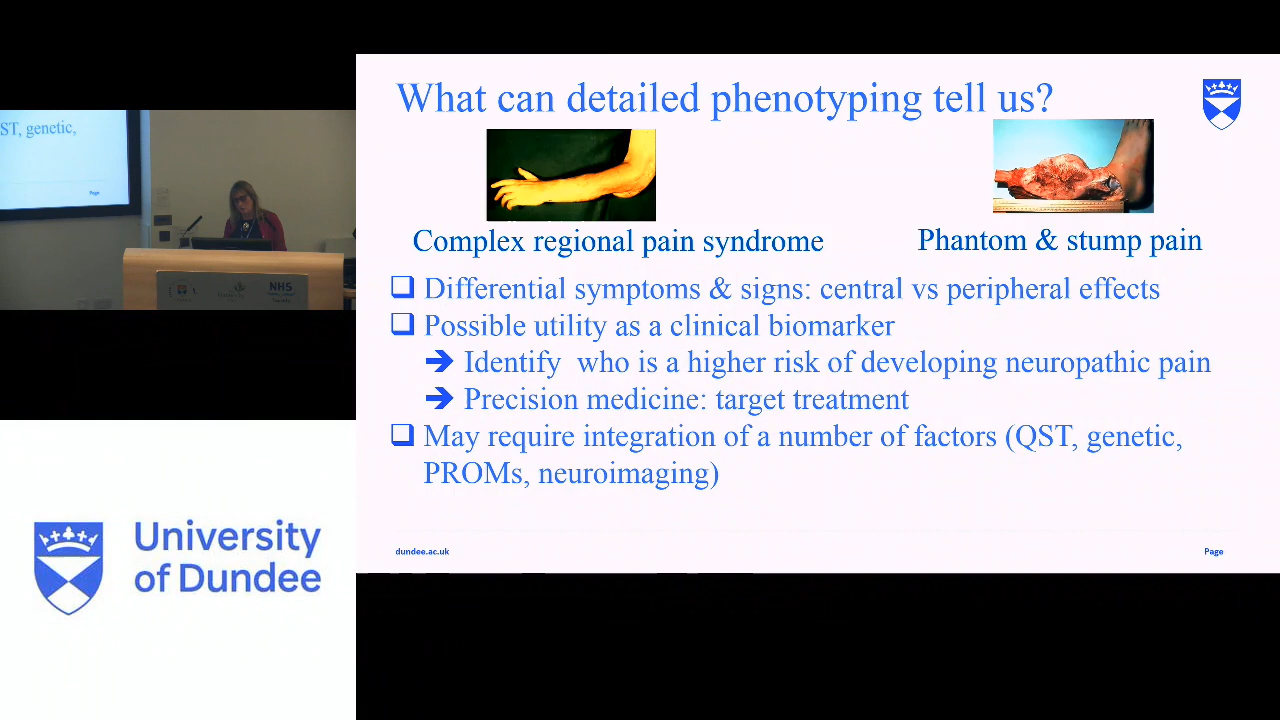 ST, genetic,
Page
NHS
University
of Dundee
What can detailed phenotyping tell us?
Complex regional pain syndrome
Phantom & stump pain
Differential symptoms & signs: central vs peripheral effects
Possible utility as a clinical biomarker
➔ Identify  who is a higher risk of developing neuropathic pain
➔ Precision medicine: target treatment
May require integration of a number of factors (QST, genetic,
PROMs, neuroimaging)
dundee.ac.uk
Page